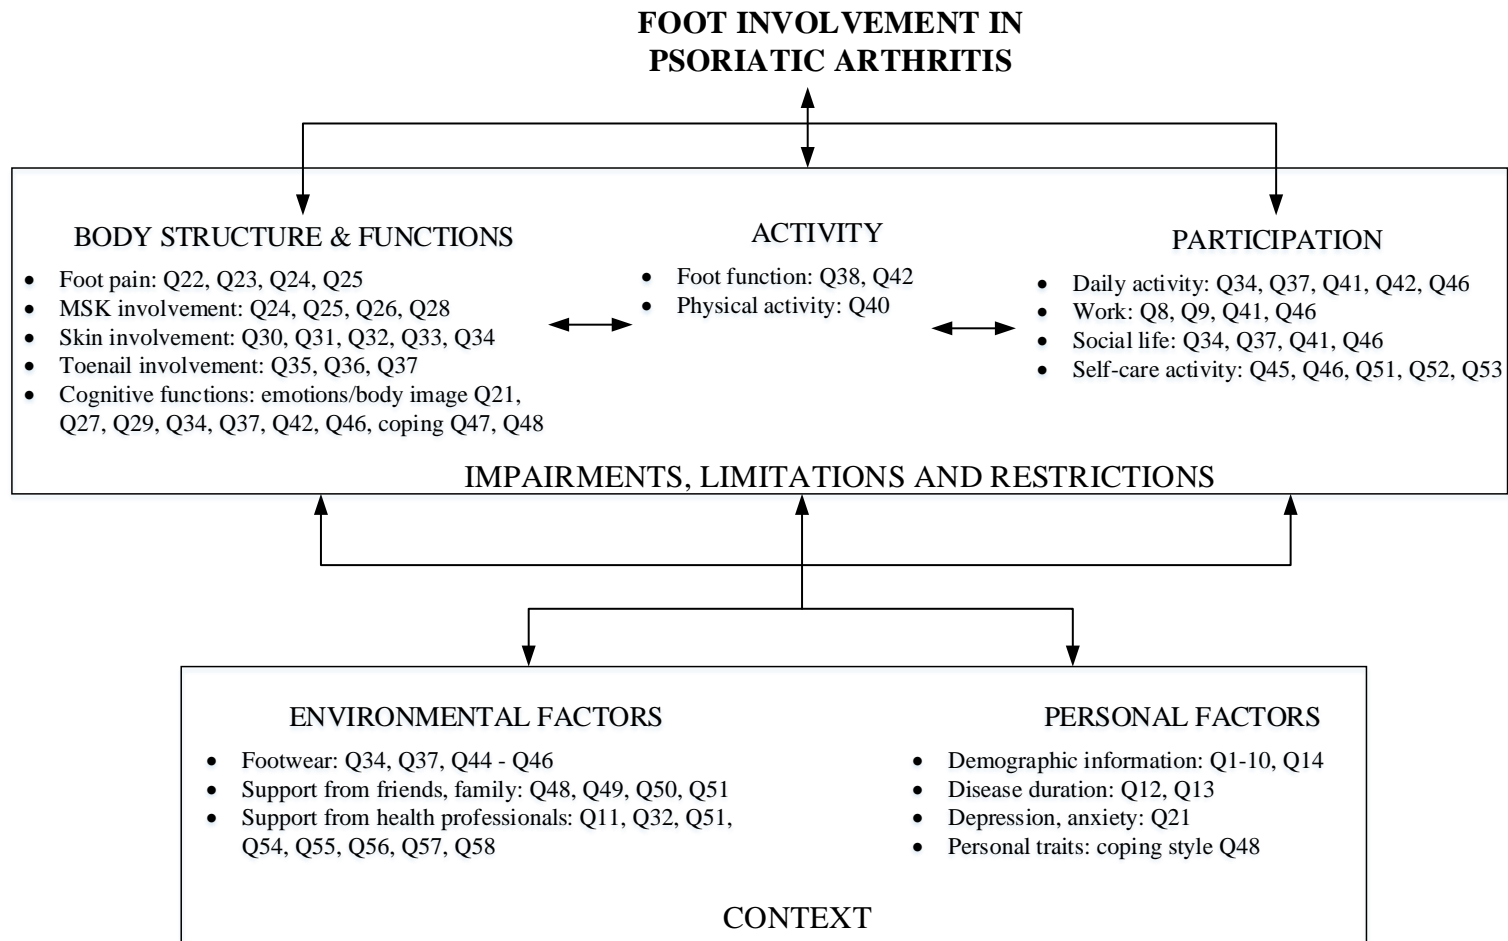 FOOT INVOLVEMENT IN
PSORIATIC ARTHRITIS
BODY STRUCTURE & FUNCTIONS
• Foot pain: Q22, Q23, Q24, Q25
• MSK involvement: Q24, Q25, Q26, Q28
• Skin involvement: Q30, Q31, Q32, Q33, Q34
• Toenail involvement: Q35, Q36, Q37
• Cognitive functions: emotions/body image Q21,
Q27, Q29, Q34, Q37, Q42, Q46, coping Q47, Q48
ACTIVITY
• Foot function: Q38, Q42
• Physical activity: Q40
PARTICIPATION
• Daily activity: Q34, Q37, Q41, Q42, Q46
• Work: Q8, Q9, Q41, Q46
• Social life: Q34, Q37, Q41, Q46
• Self-care activity: Q45, Q46, Q51, Q52, Q53
IMPAIRMENTS, LIMITATIONS AND RESTRICTIONS
ENVIRONMENTAL FACTORS
• Footwear: Q34, Q37, Q44 - Q46
• Support from friends, family: Q48, Q49, Q50, Q51
• Support from health professionals: Q11, Q32, Q51,
Q54, Q55, Q56, Q57, Q58
PERSONAL FACTORS
• Demographic information: Q1-10, Q14
• Disease duration: Q12, Q13
• Depression, anxiety: Q21
• Personal traits: coping style Q48
CONTEXT